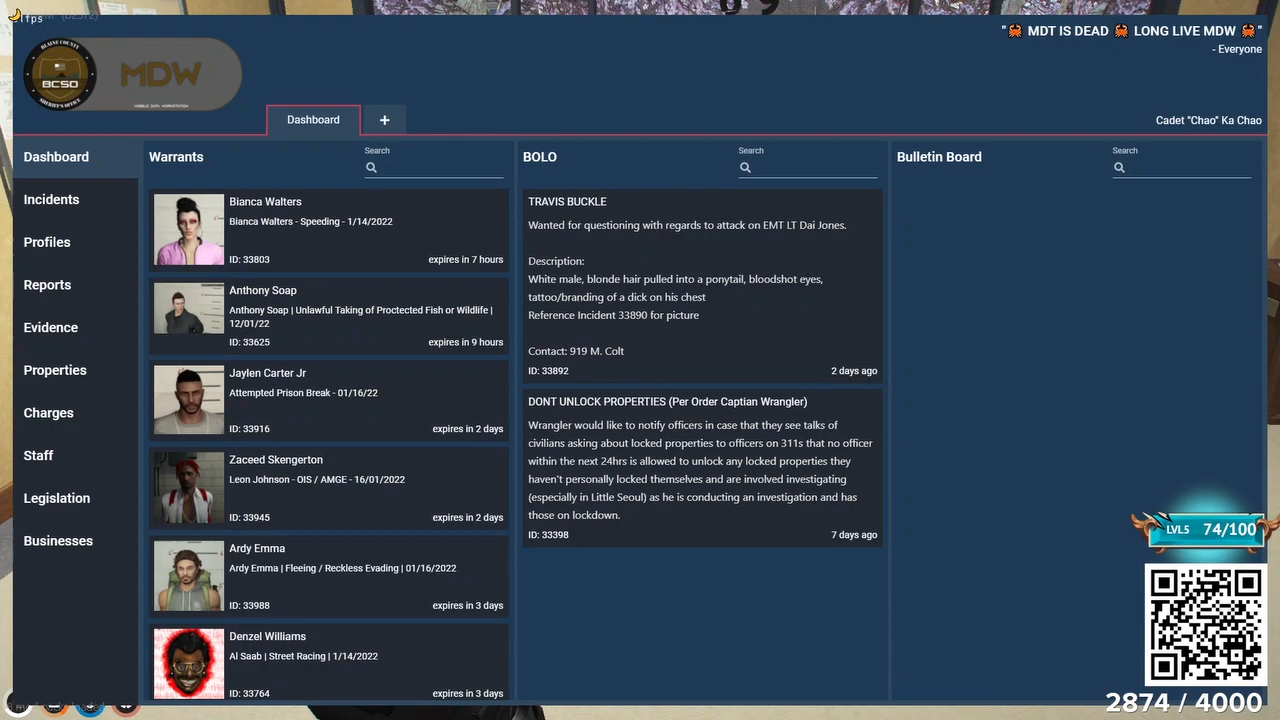 lfps
" 🦀 MDT IS DEAD 🦀 LONG LIVE MDW 🦀 "
- Everyone
BLAINE COUNTY
BCSO
SHERIFF'S OFFICE
MDW
MOBILE DATA WORKSTATION
Dashboard
+
Cadet "Chao" Ka Chao
Dashboard
Incidents
Profiles
Reports
Evidence
Properties
Charges
Staff
Legislation
Businesses
Warrants
Search
Bianca Walters
Bianca Walters - Speeding - 1/14/2022
ID: 33803 expires in 7 hours
Anthony Soap
Anthony Soap | Unlawful Taking of Proctected Fish or Wildlife |
12/01/22
ID: 33625 expires in 9 hours
Jaylen Carter Jr
Attempted Prison Break - 01/16/22
ID: 33916 expires in 2 days
Zaceed Skengerton
Leon Johnson - OIS / AMGE - 16/01/2022
ID: 33945 expires in 2 days
Ardy Emma
Ardy Emma | Fleeing / Reckless Evading | 01/16/2022
ID: 33988 expires in 3 days
Denzel Williams
Al Saab | Street Racing | 1/14/2022
ID: 33764 expires in 3 days
BOLO
Search
TRAVIS BUCKLE
Wanted for questioning with regards to attack on EMT LT Dai Jones.
Description:
White male, blonde hair pulled into a ponytail, bloodshot eyes,
tattoo/branding of a dick on his chest
Reference Incident 33890 for picture
Contact: 919 M. Colt
ID: 33892 2 days ago
DONT UNLOCK PROPERTIES (Per Order Captian Wrangler)
Wrangler would like to notify officers in case that they see talks of
civilians asking about locked properties to officers on 311s that no officer
within the next 24hrs is allowed to unlock any locked properties they
haven't personally locked themselves and are involved investigating
(especially in Little Seoul) as he is conducting an investigation and has
those on lockdown.
ID: 33398 7 days ago
Bulletin Board
Search
LVL5 74/100
2874 / 4000